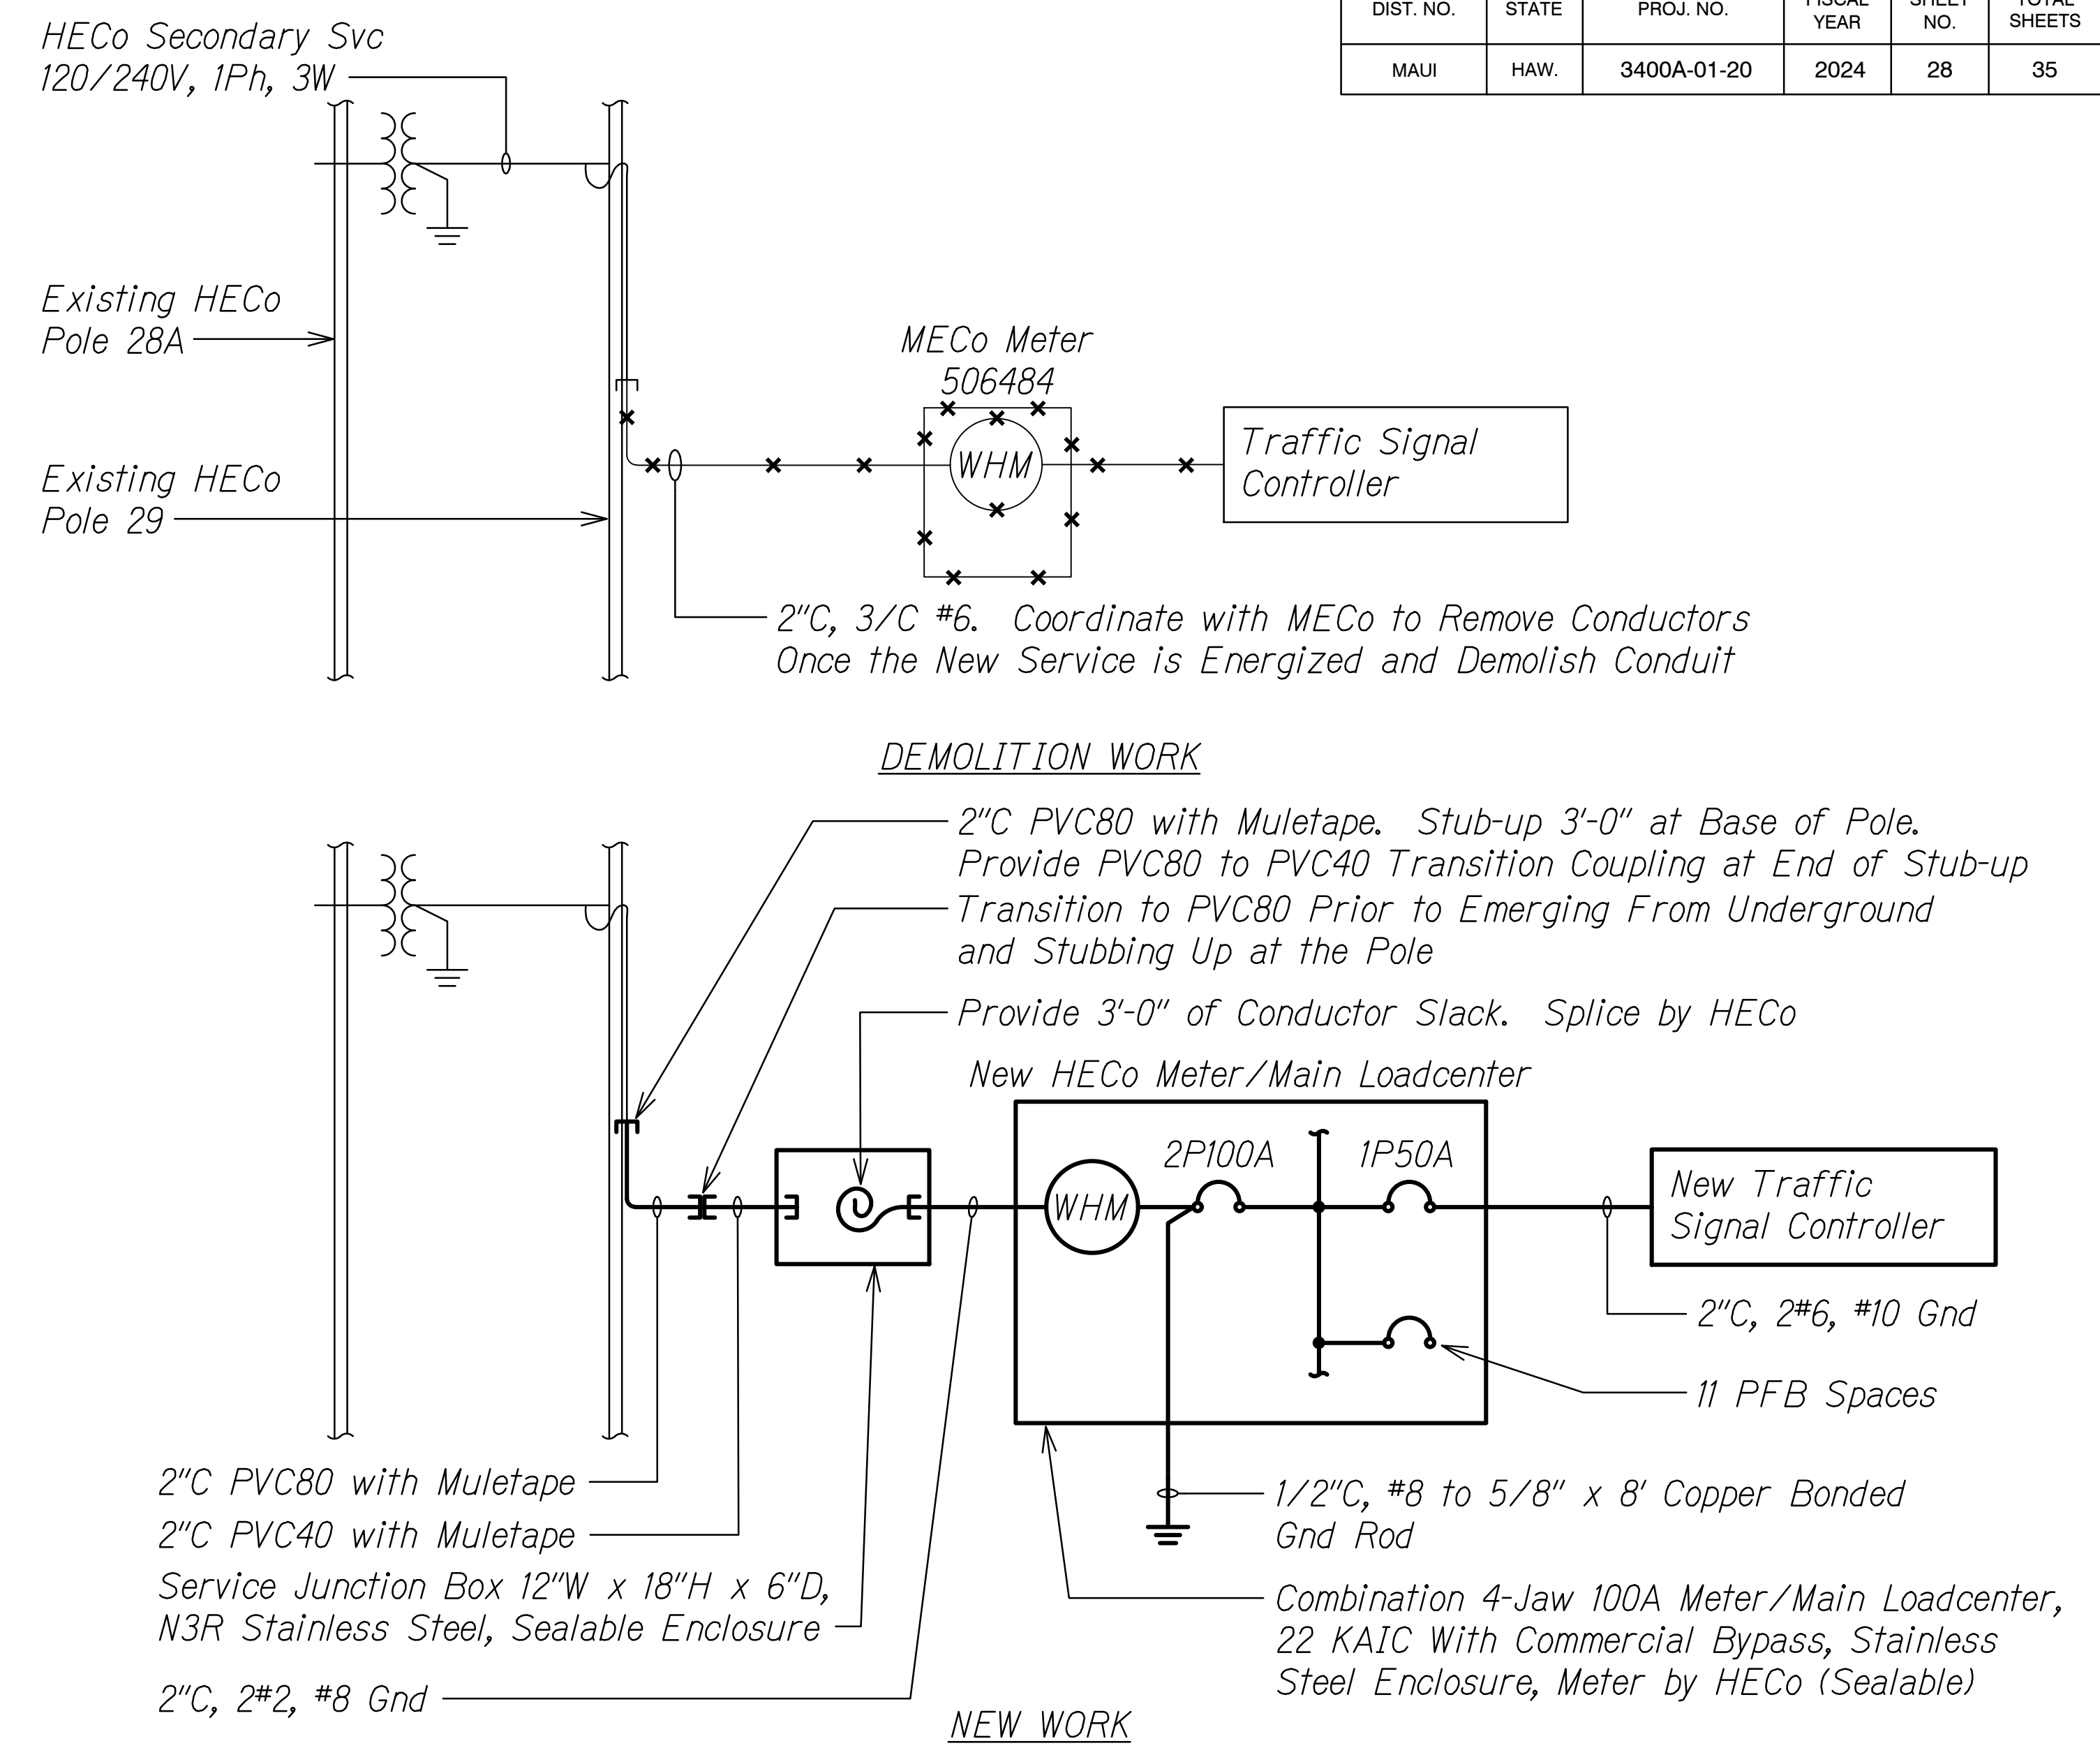 DIST. NO. STATE PROJ. NO. FISCAL YEAR SHEET NO. TOTAL SHEETS
MAUI HAW. 3400A-01-20 2024 28 35
HECo Secondary Svc
120/240V, 1Ph, 3W
Existing HECo
Pole 28A
Existing HECo
Pole 29
MECo Meter
506484
WHM
Traffic Signal
Controller
2"C, 3/C #6. Coordinate with MECo to Remove Conductors
Once the New Service is Energized and Demolish Conduit
DEMOLITION WORK
2"C PVC80 with Muletape. Stub-up 3'-0" at Base of Pole.
Provide PVC80 to PVC40 Transition Coupling at End of Stub-up
Transition to PVC80 Prior to Emerging From Underground
and Stubbing Up at the Pole
Provide 3'-0" of Conductor Slack. Splice by HECo
New HECo Meter/Main Loadcenter
2P100A
1P50A
WHM
New Traffic
Signal Controller
2"C, 2#6, #10 Gnd
11 PFB Spaces
2"C PVC80 with Muletape
2"C PVC40 with Muletape
Service Junction Box 12"W x 18"H x 6"D,
N3R Stainless Steel, Sealable Enclosure
2"C, 2#2, #8 Gnd
1/2"C, #8 to 5/8" x 8' Copper Bonded
Gnd Rod
Combination 4-Jaw 100A Meter/Main Loadcenter,
22 KAIC With Commercial Bypass, Stainless
Steel Enclosure, Meter by HECo (Sealable)
NEW WORK